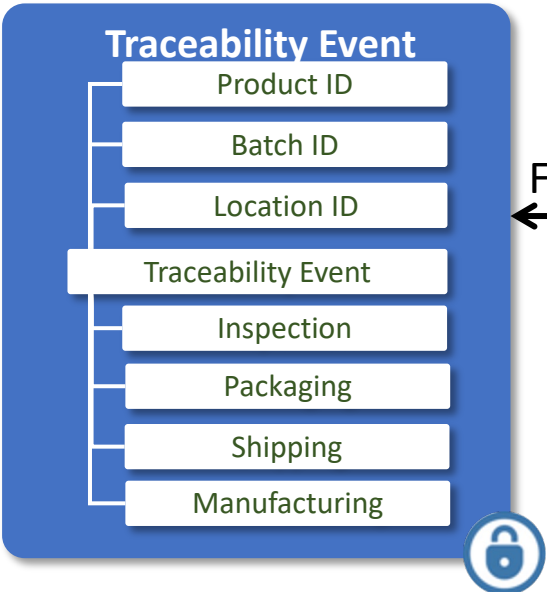 Traceability Event
Product ID
Batch ID
Location ID
F
Traceability Event
Inspection
Packaging
Shipping
Manufacturing